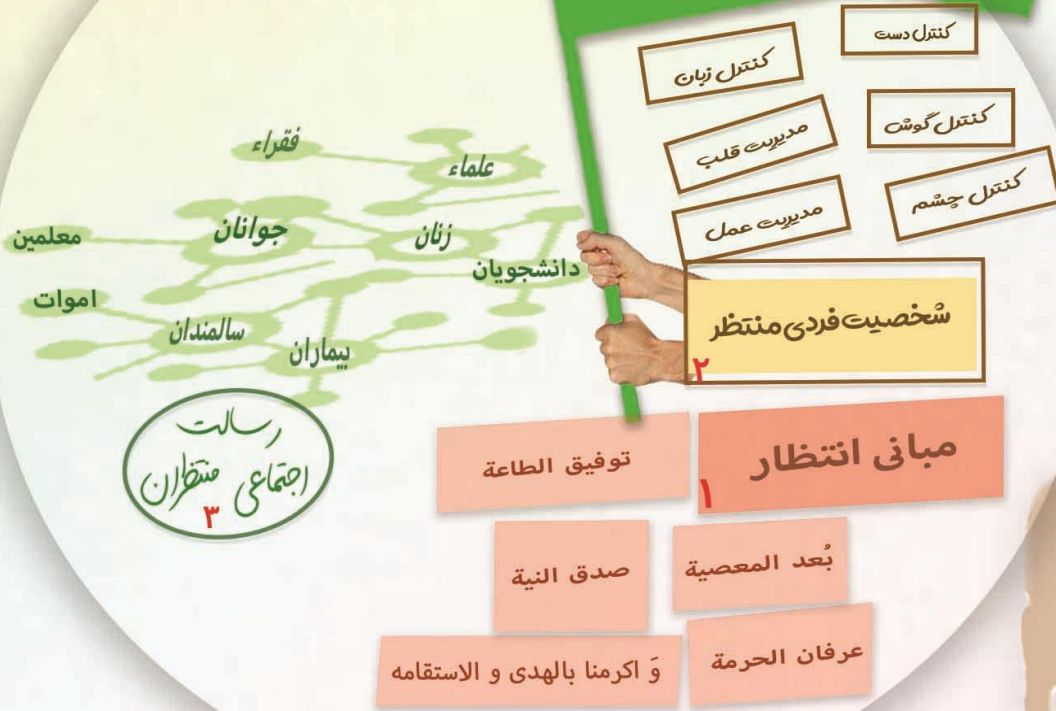 کنترل دست
کنترل زبان
کنترل گوش
مدیریت قلب
کنترل چشم
مدیریت عمل
شخصیت فردی منتظر
۲
مبانی انتظار
۱
توفیق الطاعة
بُعد المعصیة
صدق النیة
عرفان الحرمة
وَ اکرمنا بالهدی و الاستقامه
فقراء
علماء
جوانان
زنان
معلمین
دانشجویان
اموات
سالمندان
بیماران
رسالت
اجتماعی منتظران
۳